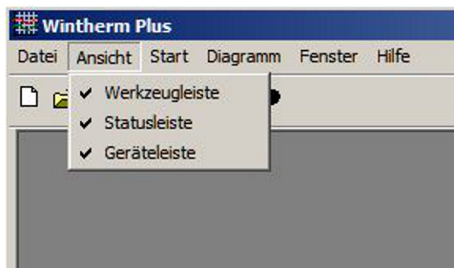 Wintherm Plus
Datei Ansicht Start Diagramm Fenster Hilfe
Werkzeugleiste
Statusleiste
Geräteleiste